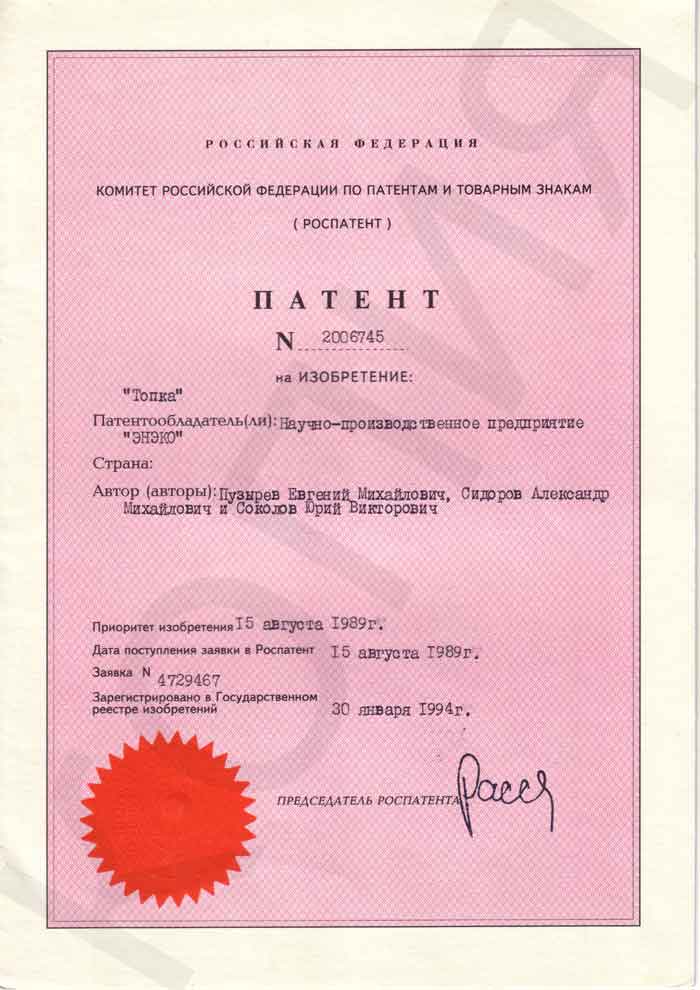 РОССИЙСКАЯ ФЕДЕРАЦИЯ
КОМИТЕТ РОССИЙСКОЙ ФЕДЕРАЦИИ ПО ПАТЕНТАМ И ТОВАРНЫМ ЗНАКАМ
( РОСПАТЕНТ )
ПАТЕНТ
N 2006745
на ИЗОБРЕТЕНИЕ:
"Топка"
Патентообладатель(ли): Научно-производственное предприятие
"ЭНЭКО"
Страна:
Автор (авторы): Пузырев Евгений Михайлович, Сидоров Александр
Михайлович и Соколов Юрий Викторович
Приоритет изобретения 15 августа 1989г.
Дата поступления заявки в Роспатент 15 августа 1989г.
Заявка N 4729467
Зарегистрировано в Государственном
реестре изобретений 30 января 1994г.
ПРЕДСЕДАТЕЛЬ РОСПАТЕНТА
КОПИЯ